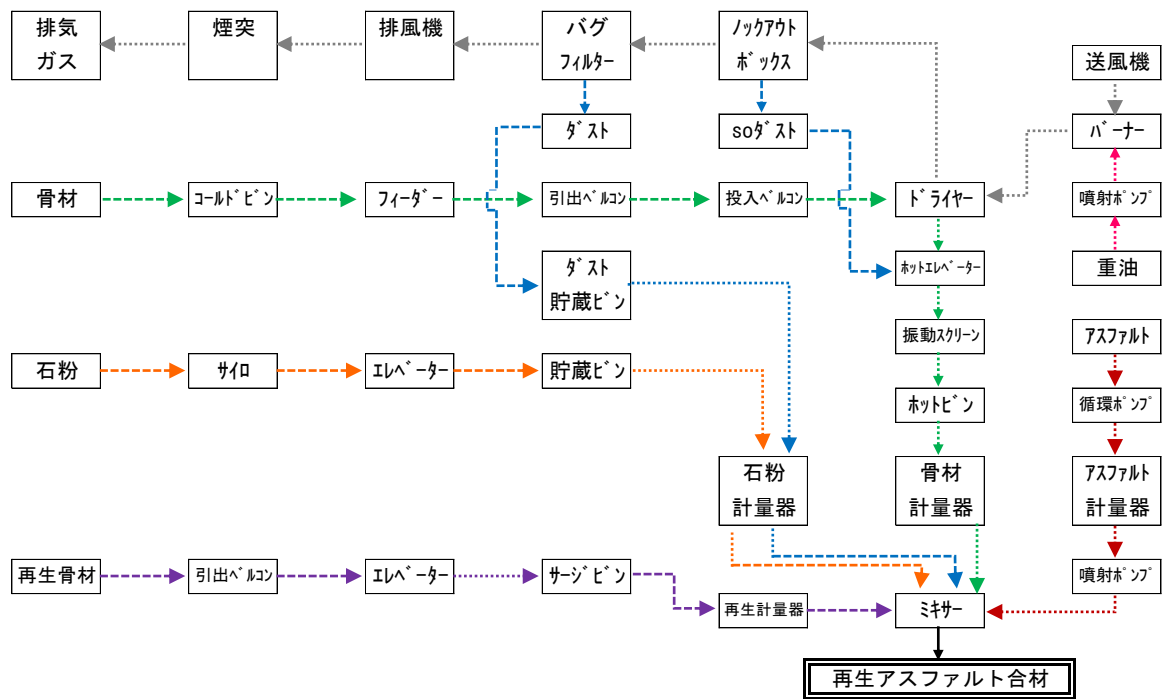 排気
ガス
煙突
排風機
バグ
フィルター
ノックアウト
ボックス
送風機
ダスト
soダスト
バーナー
骨材
コールドビン
フィーダー
引出ベルコン
投入ベルコン
ドライヤー
噴射ポンプ
ダスト
貯蔵ビン
ホットエレベーター
重油
振動スクリーン
アスファルト
石粉
サイロ
エレベーター
貯蔵ビン
ホットビン
循環ポンプ
石粉
計量器
骨材
計量器
アスファルト
計量器
再生骨材
引出ベルコン
エレベーター
サージビン
噴射ポンプ
再生計量器
ミキサー
再生アスファルト合材